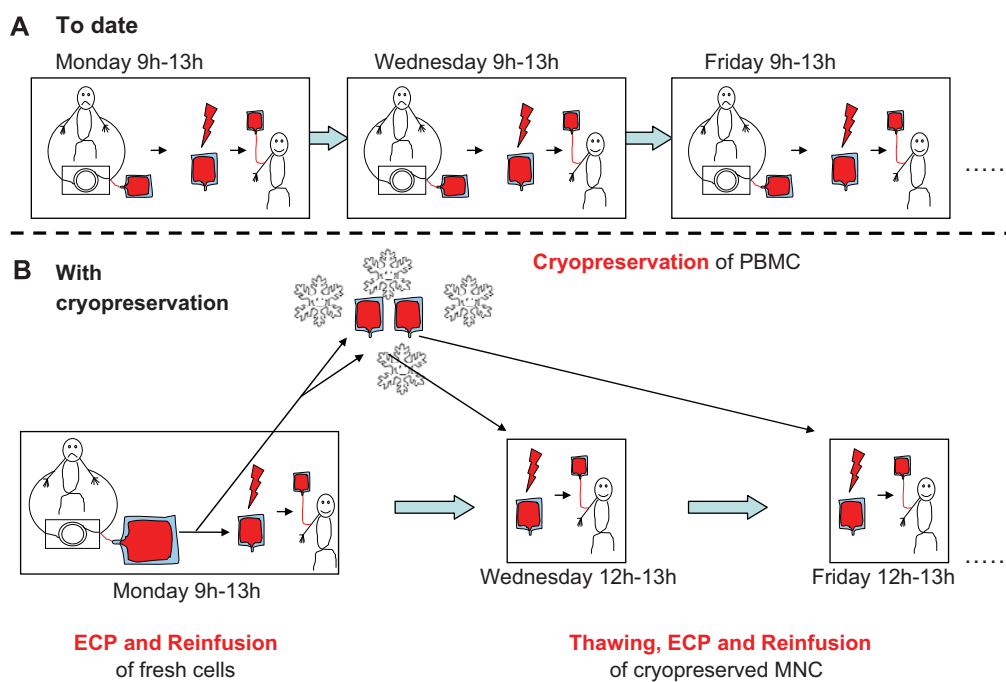 A To date
Monday 9h-13h
Wednesday 9h-13h
Friday 9h-13h
.....
B With
cryopreservation
Cryopreservation of PBMC
Monday 9h-13h
Wednesday 12h-13h
Friday 12h-13h
.....
ECP and Reinfusion
of fresh cells
Thawing, ECP and Reinfusion
of cryopreserved MNC